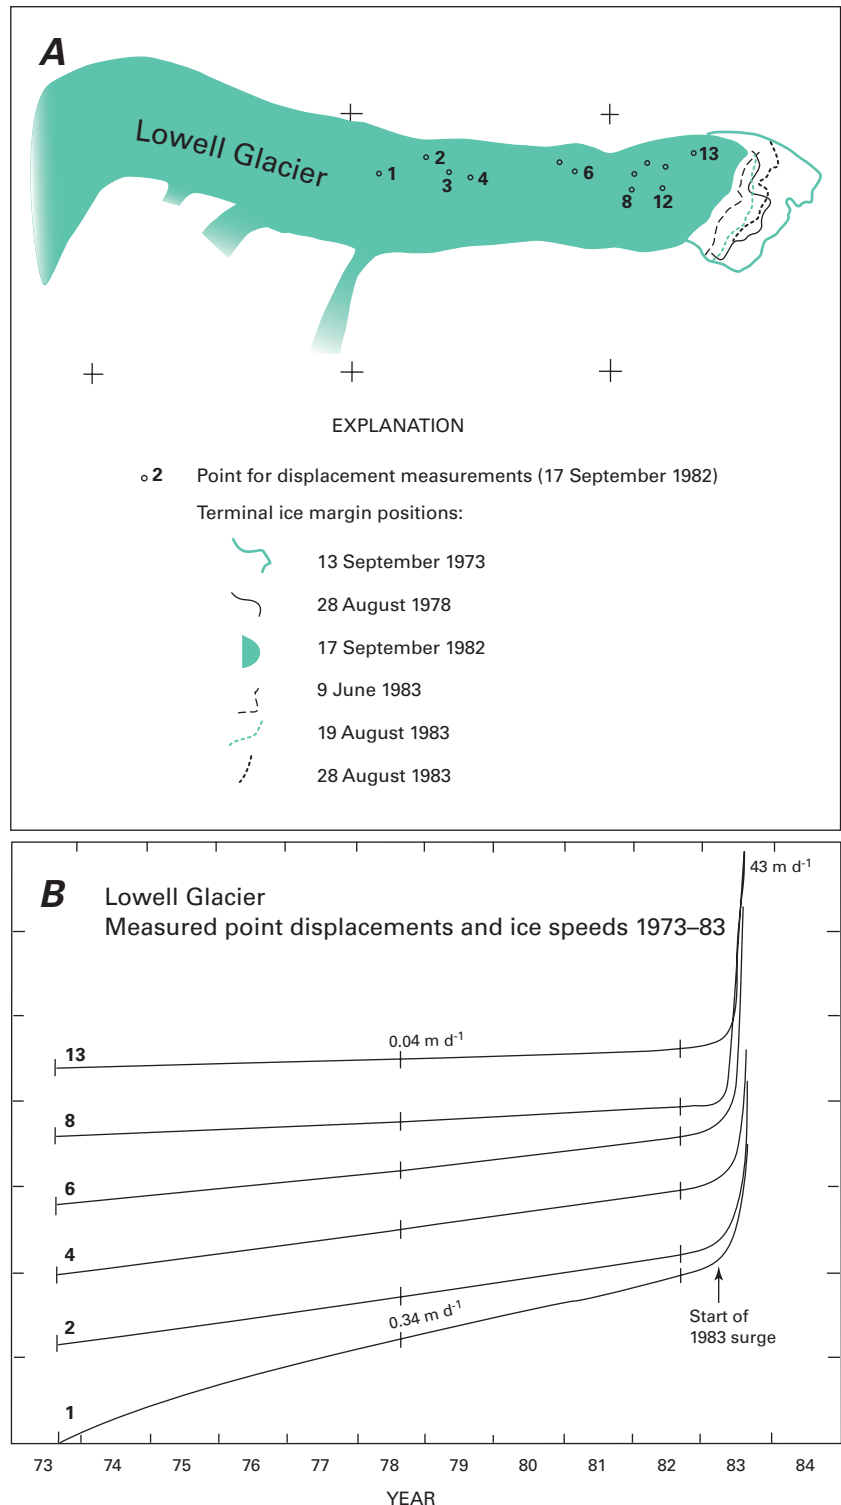 A
Lowell Glacier
1
2
3
4
6
8
12
13
EXPLANATION
2 Point for displacement measurements (17 September 1982)
Terminal ice margin positions:
13 September 1973
28 August 1978
17 September 1982
9 June 1983
19 August 1983
28 August 1983
B
Lowell Glacier
Measured point displacements and ice speeds 1973–83
43 m d-1
0.04 m d-1
13
8
6
4
2
0.34 m d-1
1
Start of
1983 surge
73 74 75 76 77 78 79 80 81 82 83 84
YEAR